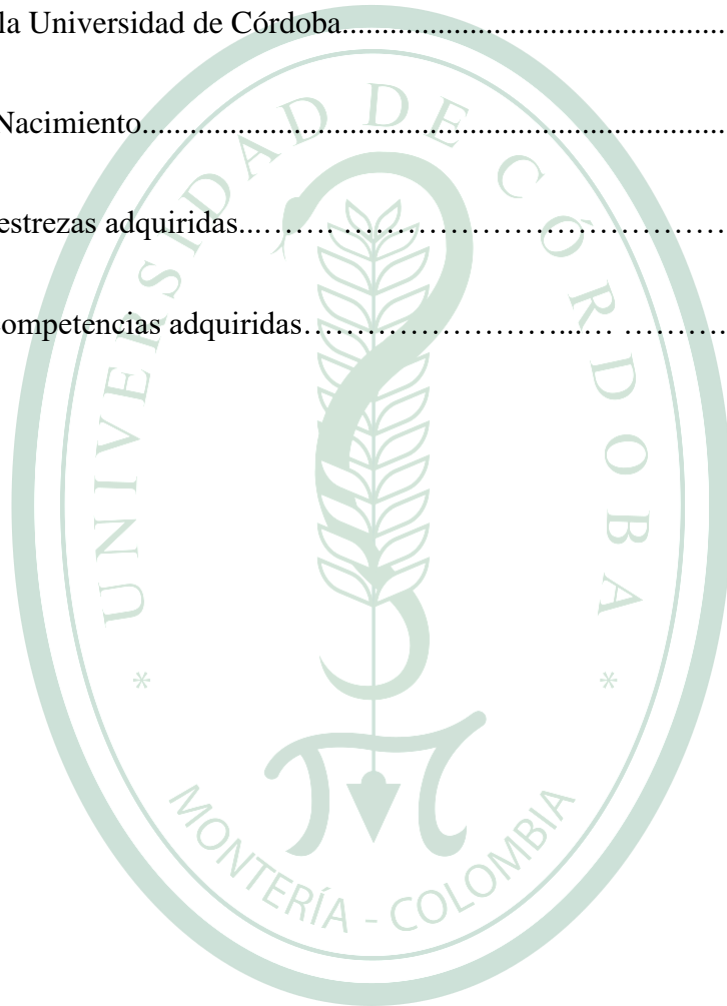 la Universidad de Córdoba..................................................
Nacimiento............................................................................
estrezas adquiridas...…… ……………………………………
ompetencias adquiridas……………………...… ………..
UNIVERSIDAD DE CÓRDOBA
* *
MONTERÍA - COLOMBIA